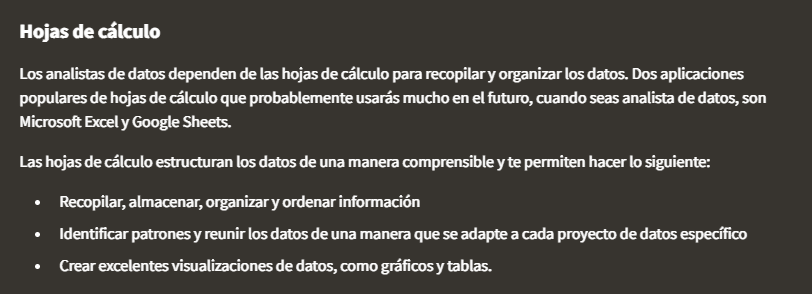 Hojas de cálculo
Los analistas de datos dependen de las hojas de cálculo para recopilar y organizar los datos. Dos aplicaciones
populares de hojas de cálculo que probablemente usarás mucho en el futuro, cuando seas analista de datos, son
Microsoft Excel y Google Sheets.
Las hojas de cálculo estructuran los datos de una manera comprensible y te permiten hacer lo siguiente:
• Recopilar, almacenar, organizar y ordenar información
• Identificar patrones y reunir los datos de una manera que se adapte a cada proyecto de datos específico
• Crear excelentes visualizaciones de datos, como gráficos y tablas.